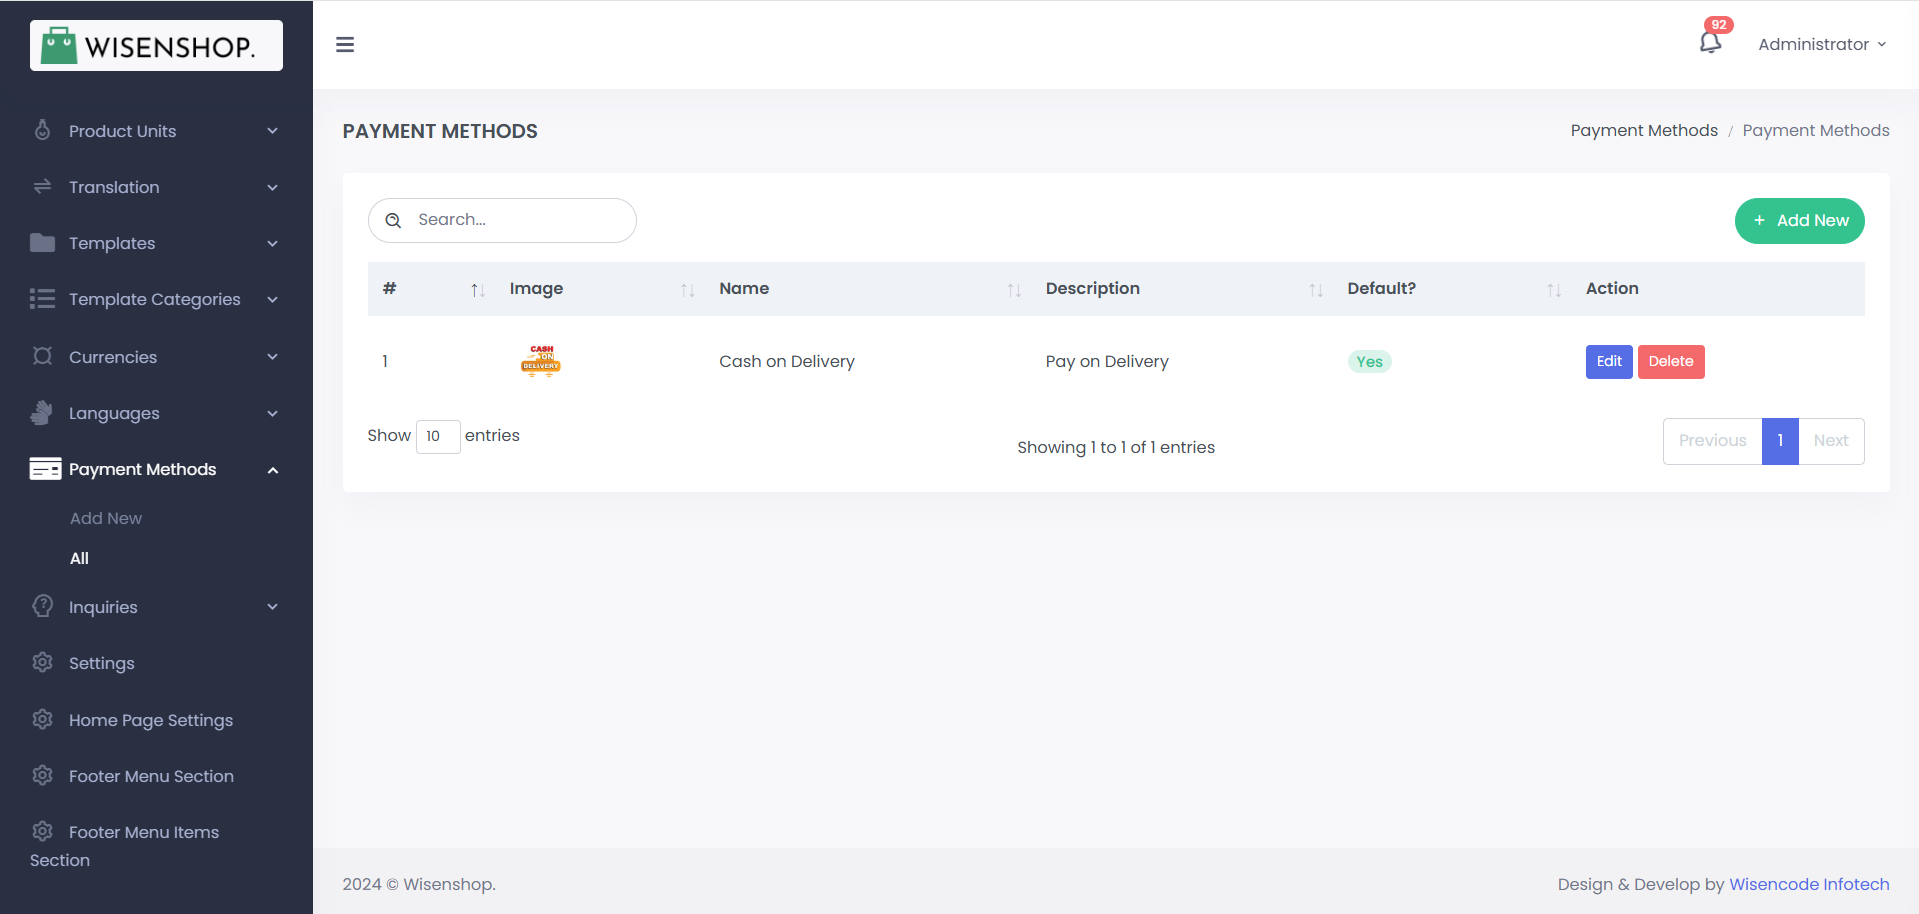 WISENSHOP.
Product Units
Translation
Templates
Template Categories
Currencies
Languages
Payment Methods
Add New
All
Inquiries
Settings
Home Page Settings
Footer Menu Section
Footer Menu Items
Section
92
Administrator
PAYMENT METHODS
Payment Methods / Payment Methods
Search...
+ Add New
# Image Name Description Default? Action
1 CASH ON DELIVERY Cash on Delivery Pay on Delivery Yes Edit Delete
Show 10 entries
Showing 1 to 1 of 1 entries
Previous 1 Next
2024 © Wisenshop.
Design & Develop by Wisencode Infotech